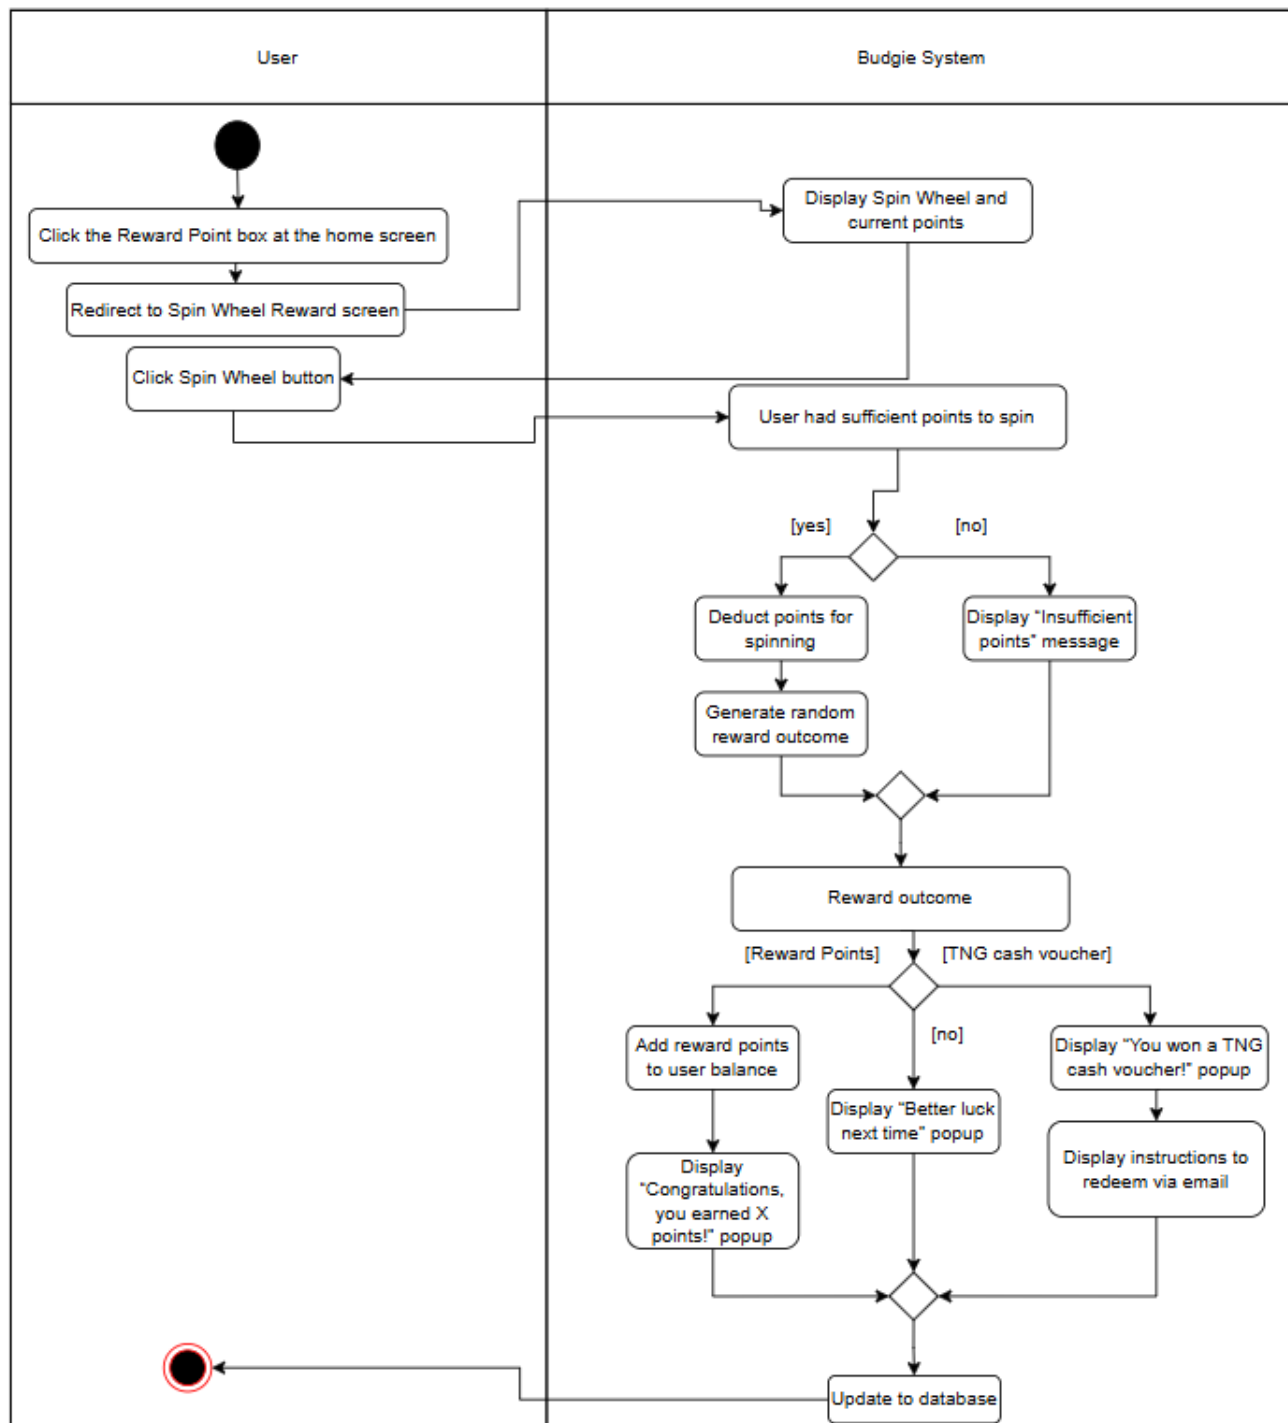 User
Budgie System
Display Spin Wheel and
current points
Click the Reward Point box at the home screen
Redirect to Spin Wheel Reward screen
Click Spin Wheel button
User had sufficient points to spin
[yes]
[no]
Deduct points for
spinning
Display “Insufficient
points” message
Generate random
reward outcome
Reward outcome
[Reward Points]
[TNG cash voucher]
[no]
Add reward points
to user balance
Display “You won a TNG
cash voucher!” popup
Display “Better luck
next time” popup
Display
“Congratulations,
you earned X
points!” popup
Display instructions to
redeem via email
Update to database